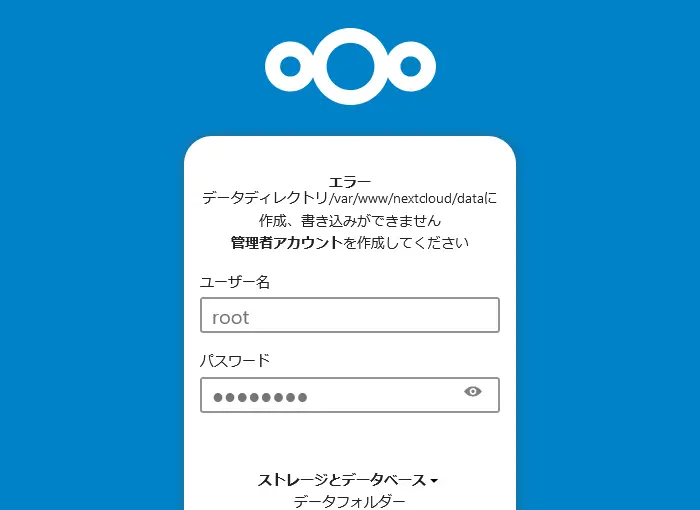 エラー
データディレクトリ/var/www/nextcloud/dataに
作成、書き込みができません
管理者アカウントを作成してください
ユーザー名
root
パスワード
●●●●●●●●
ストレージとデータベース
データフォルダー